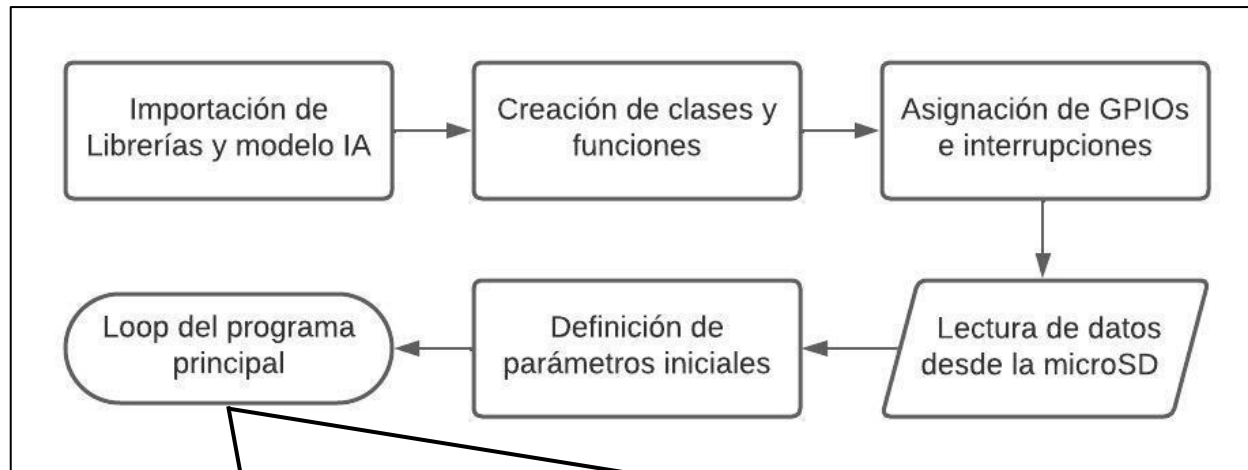 Importación de
Librerías y modelo IA
Creación de clases y
funciones
Asignación de GPIOs
e interrupciones
Lectura de datos
desde la microSD
Definición de
parámetros iniciales
Loop del programa
principal